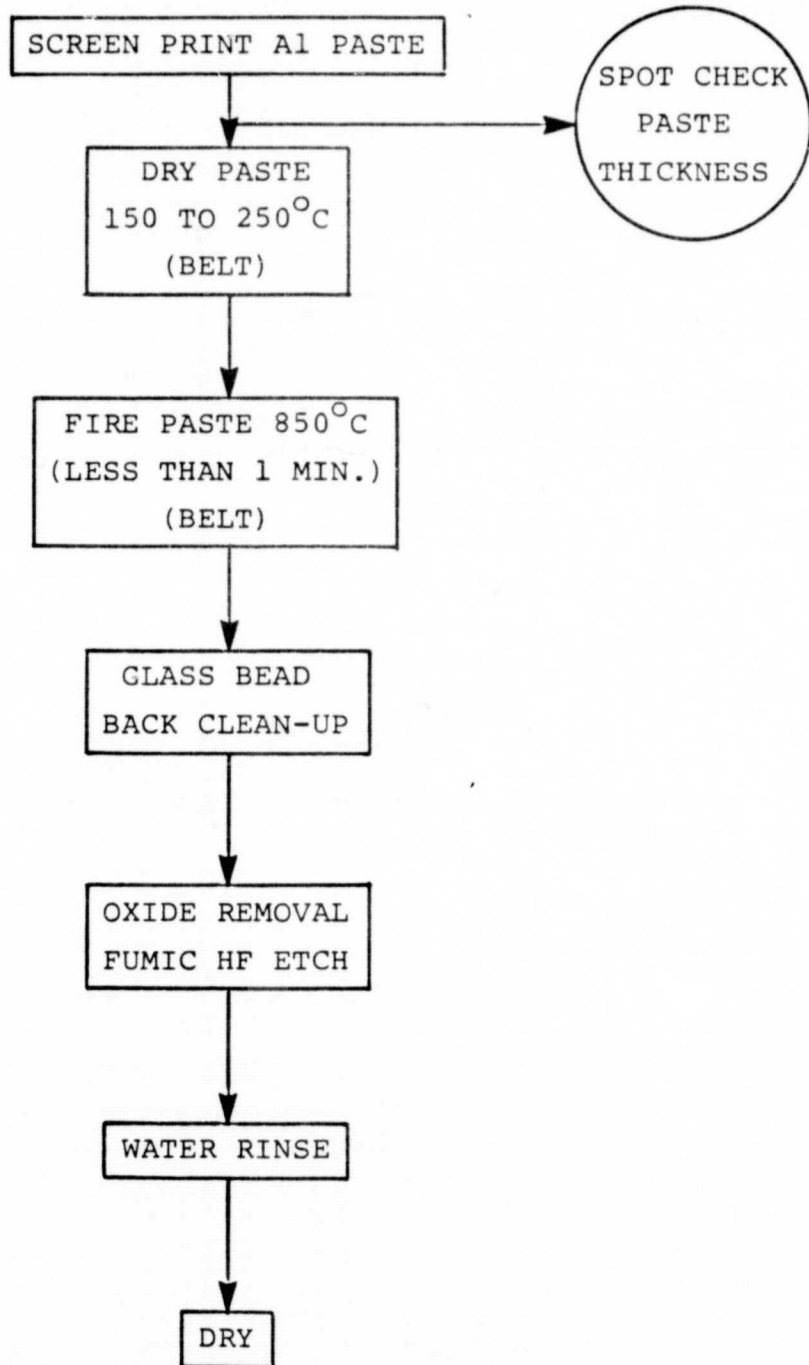 SCREEN PRINT Al PASTE
SPOT CHECK
PASTE
THICKNESS
DRY PASTE
150 TO 250°C
(BELT)
FIRE PASTE 850°C
(LESS THAN 1 MIN.)
(BELT)
GLASS BEAD
BACK CLEAN-UP
OXIDE REMOVAL
FUMIC HF ETCH
WATER RINSE
DRY